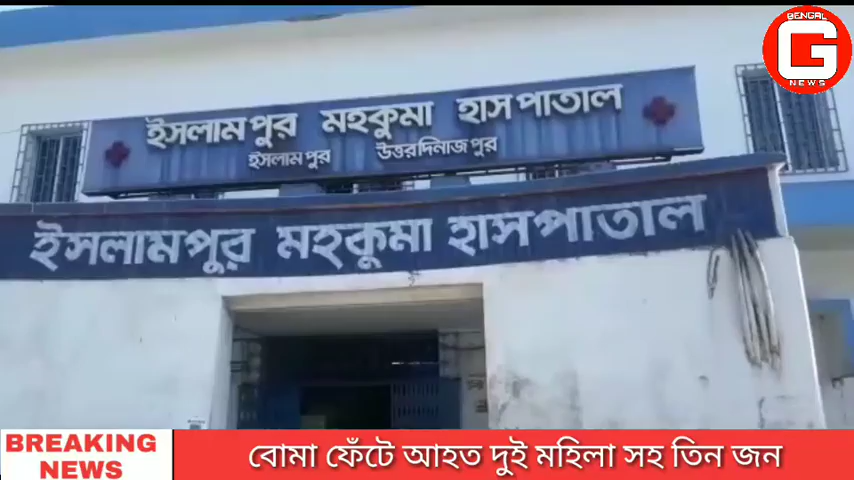 BENGAL
G
NEWS
ইসলামপুর মহকুমা হাসপাতাল
ইসলামপুর উত্তরদিনাজপুর
ইসলামপুর মহকুমা হাসপাতাল
BREAKING
NEWS
বোমা ফেঁটে আহত দুই মহিলা সহ তিন জন